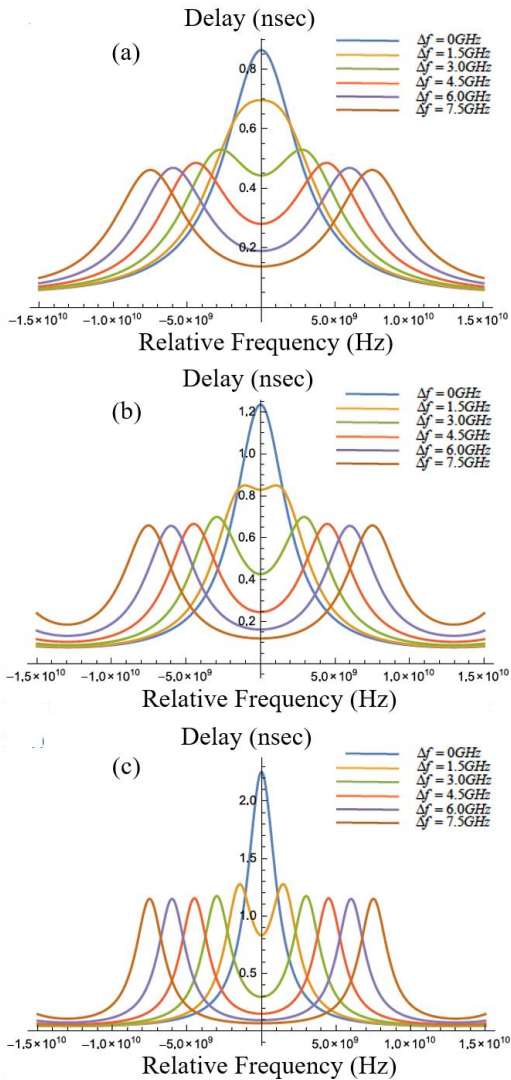 Delay (nsec)
(a)
Δf = 0GHz
Δf = 1.5GHz
Δf = 3.0GHz
Δf = 4.5GHz
Δf = 6.0GHz
Δf = 7.5GHz
0.8
0.6
0.4
0.2
−1.5×10¹⁰ −1.0×10¹⁰ −5.0×10⁹ 5.0×10⁹ 1.0×10¹⁰ 1.5×10¹⁰
Relative Frequency (Hz)
Delay (nsec)
(b)
Δf = 0GHz
Δf = 1.5GHz
Δf = 3.0GHz
Δf = 4.5GHz
Δf = 6.0GHz
Δf = 7.5GHz
1.2
1.0
0.8
0.6
0.4
0.2
−1.5×10¹⁰ −1.0×10¹⁰ −5.0×10⁹ 5.0×10⁹ 1.0×10¹⁰ 1.5×10¹⁰
Relative Frequency (Hz)
Delay (nsec)
(c)
Δf = 0GHz
Δf = 1.5GHz
Δf = 3.0GHz
Δf = 4.5GHz
Δf = 6.0GHz
Δf = 7.5GHz
2.0
1.5
1.0
0.5
−1.5×10¹⁰ −1.0×10¹⁰ −5.0×10⁹ 5.0×10⁹ 1.0×10¹⁰ 1.5×10¹⁰
Relative Frequency (Hz)